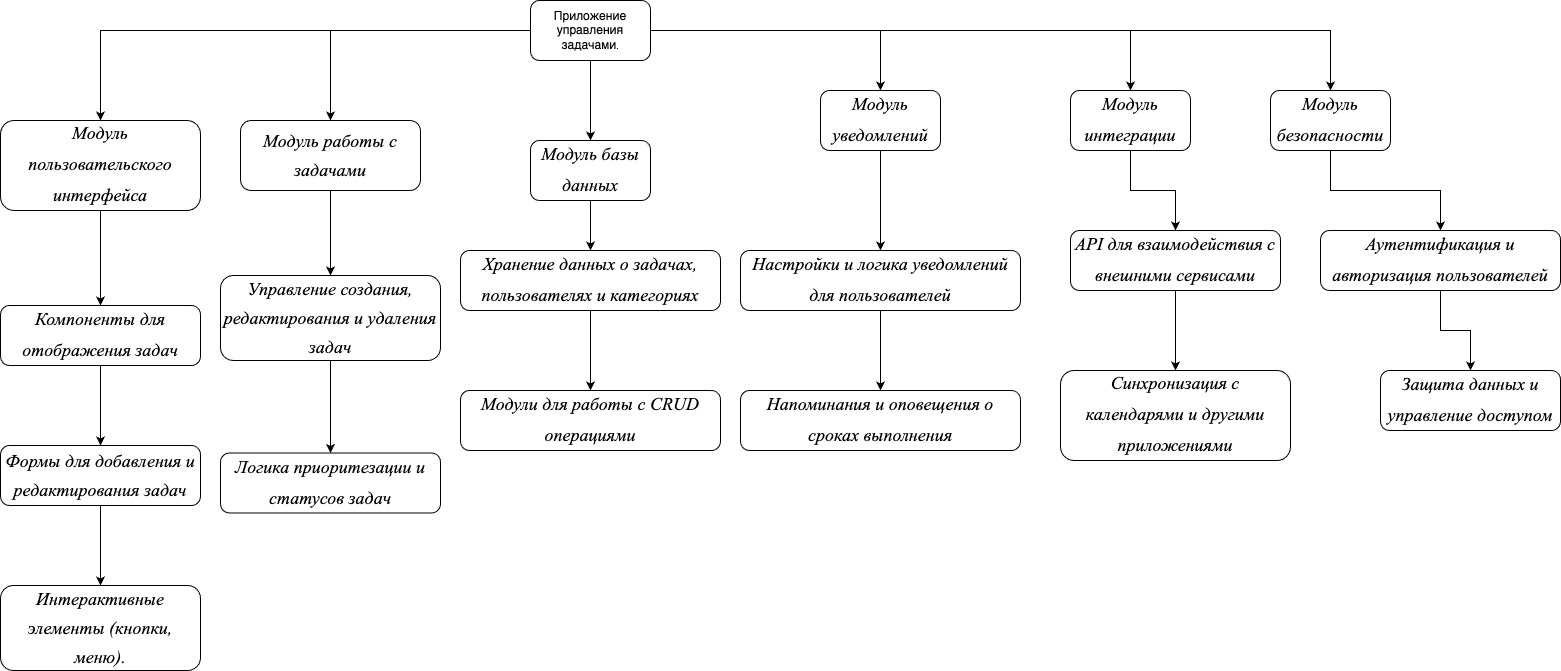 Приложение
управления
задачами.
Модуль
пользовательского
интерфейса
Компоненты для
отображения задач
Формы для добавления и
редактирования задач
Интерактивные
элементы (кнопки,
меню).
Модуль работы с
задачами
Управление создания,
редактирования и удаления
задач
Логика приоритезации и
статусов задач
Модуль базы
данных
Хранение данных о задачах,
пользователях и категориях
Модули для работы с CRUD
операциями
Модуль
уведомлений
Настройки и логика уведомлений
для пользователей
Напоминания и оповещения о
сроках выполнения
Модуль
интеграции
API для взаимодействия с
внешними сервисами
Синхронизация с
календарями и другими
приложениями
Модуль
безопасности
Аутентификация и
авторизация пользователей
Защита данных и
управление доступом